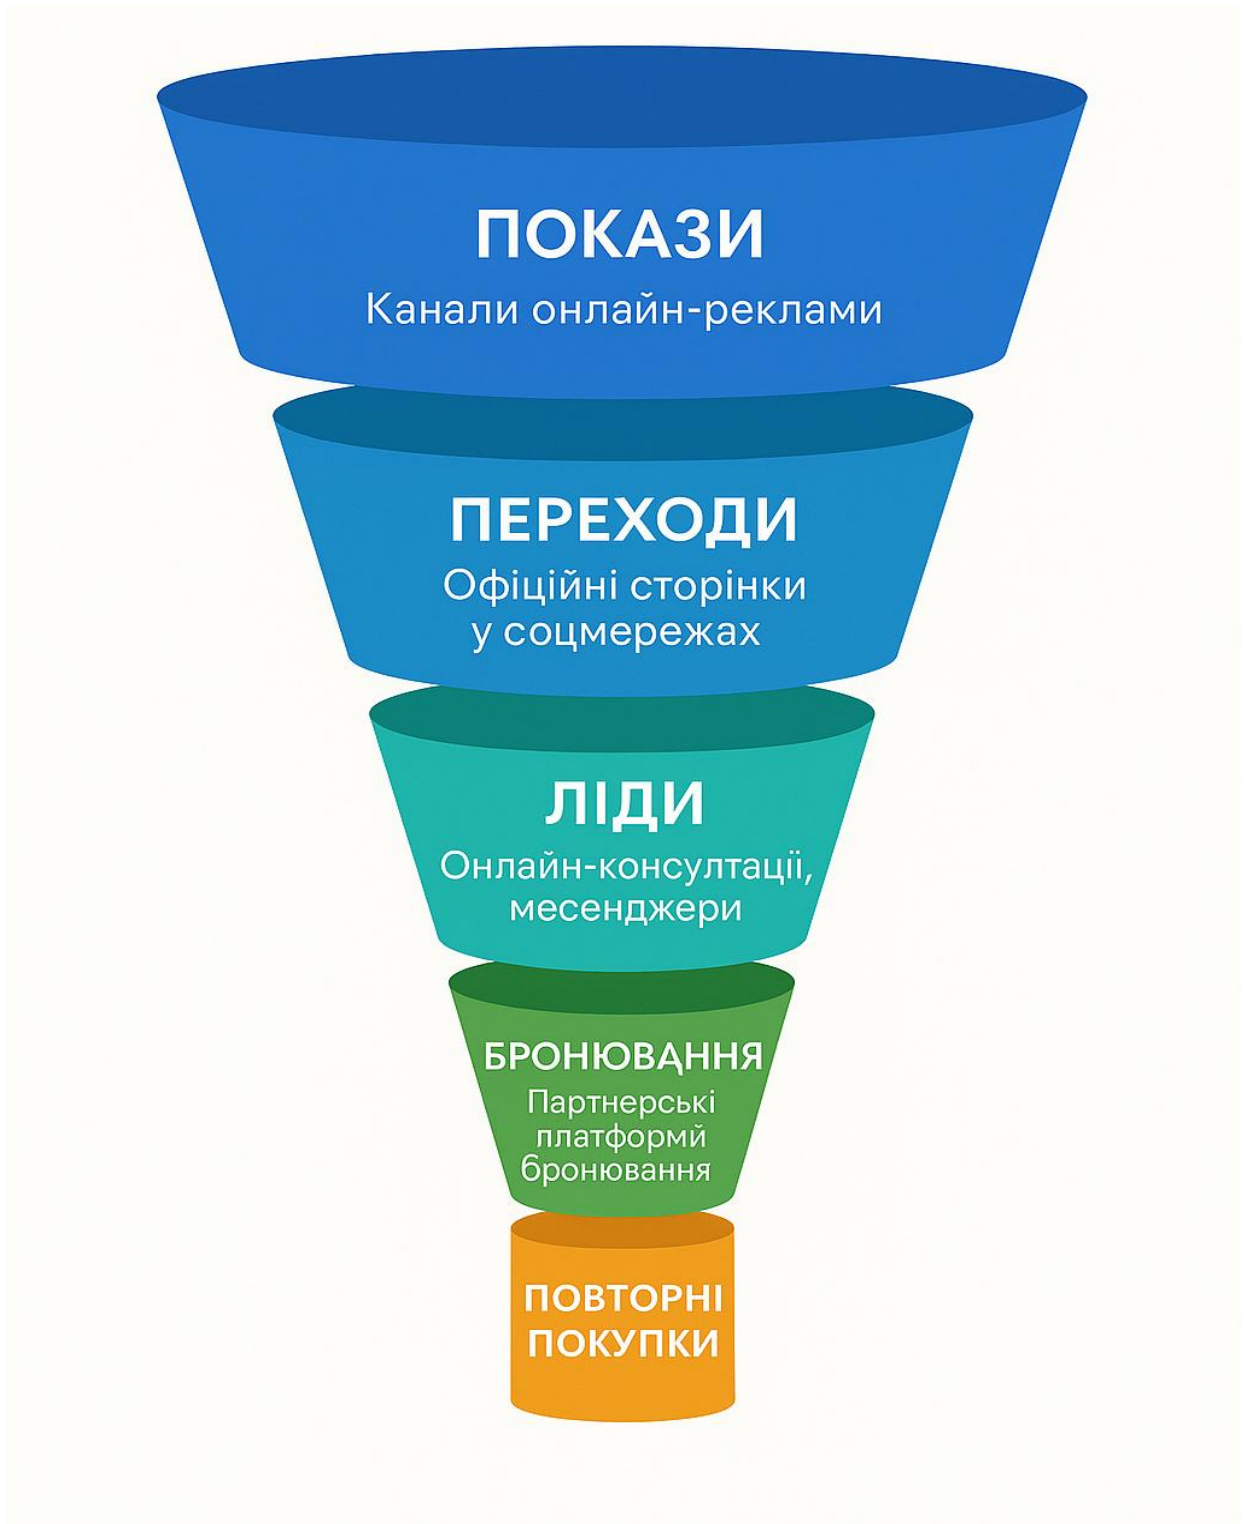 ПОКАЗИ
Канали онлайн-реклами
ПЕРЕХОДИ
Офіційні сторінки
у соцмережах
ЛІДИ
Онлайн-консултації,
месенджери
БРОНЮВАННЯ
Партнерські
платформй
бронювання
ПОВТОРНІ
ПОКУПКИ